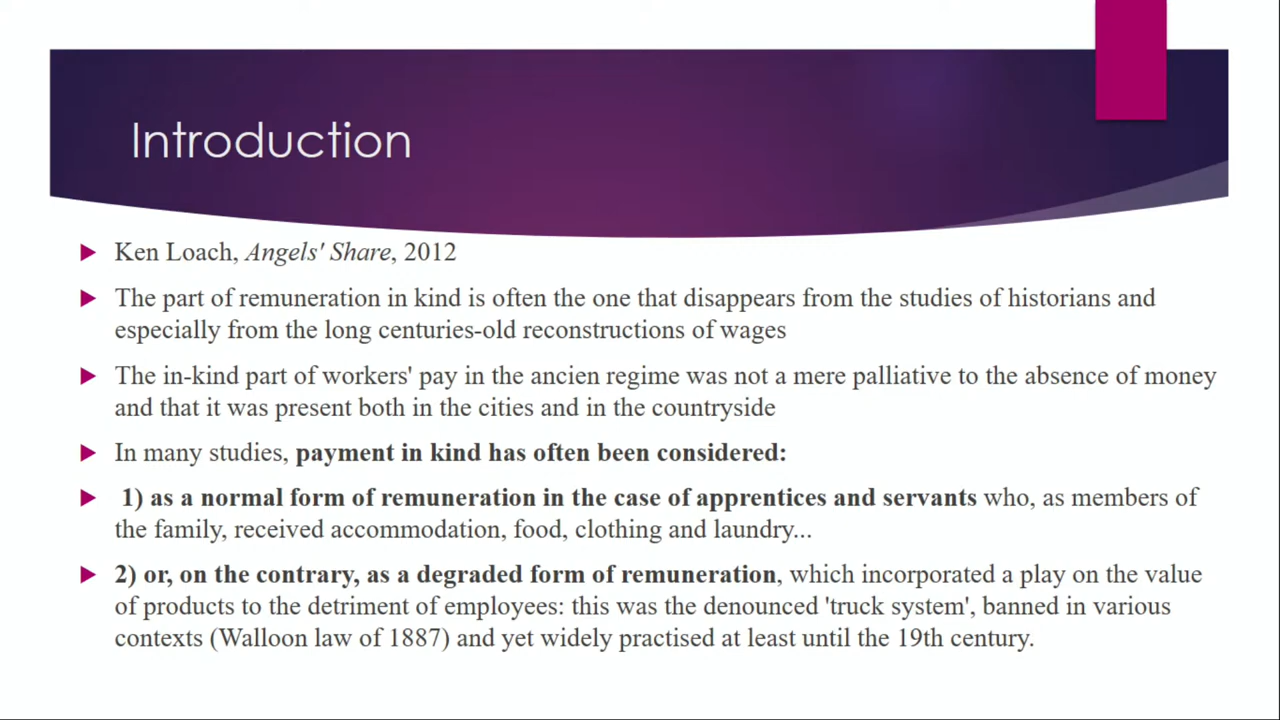 Introduction
Ken Loach, Angels' Share, 2012
The part of remuneration in kind is often the one that disappears from the studies of historians and
especially from the long centuries-old reconstructions of wages
The in-kind part of workers' pay in the ancien regime was not a mere palliative to the absence of money
and that it was present both in the cities and in the countryside
In many studies, payment in kind has often been considered:
1) as a normal form of remuneration in the case of apprentices and servants who, as members of
the family, received accommodation, food, clothing and laundry...
2) or, on the contrary, as a degraded form of remuneration, which incorporated a play on the value
of products to the detriment of employees: this was the denounced 'truck system', banned in various
contexts (Walloon law of 1887) and yet widely practised at least until the 19th century.